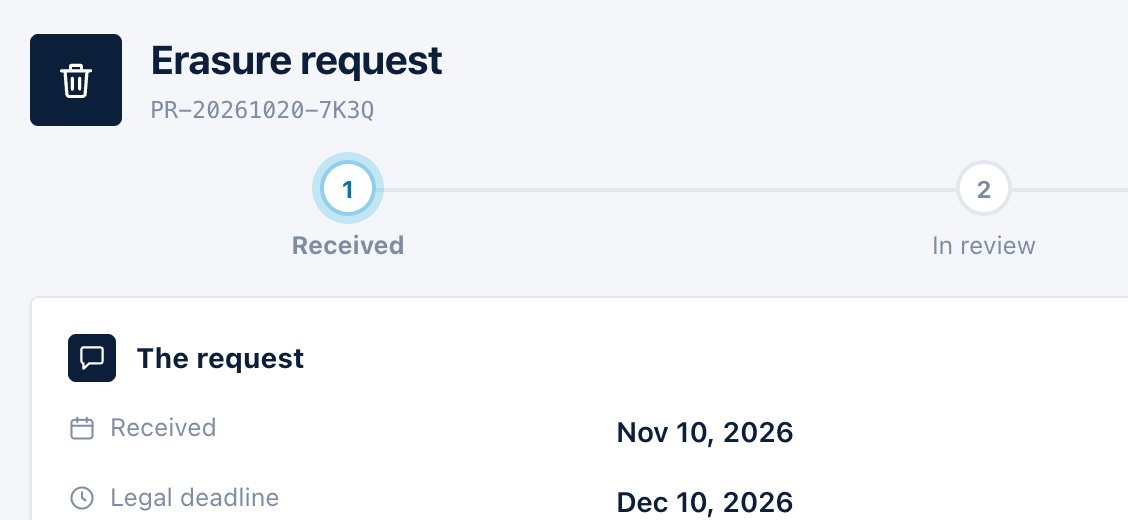 Erasure request
PR–20261020–7K3Q
1
2
Received
In review
The request
Received
Nov 10, 2026
Legal deadline
Dec 10, 2026